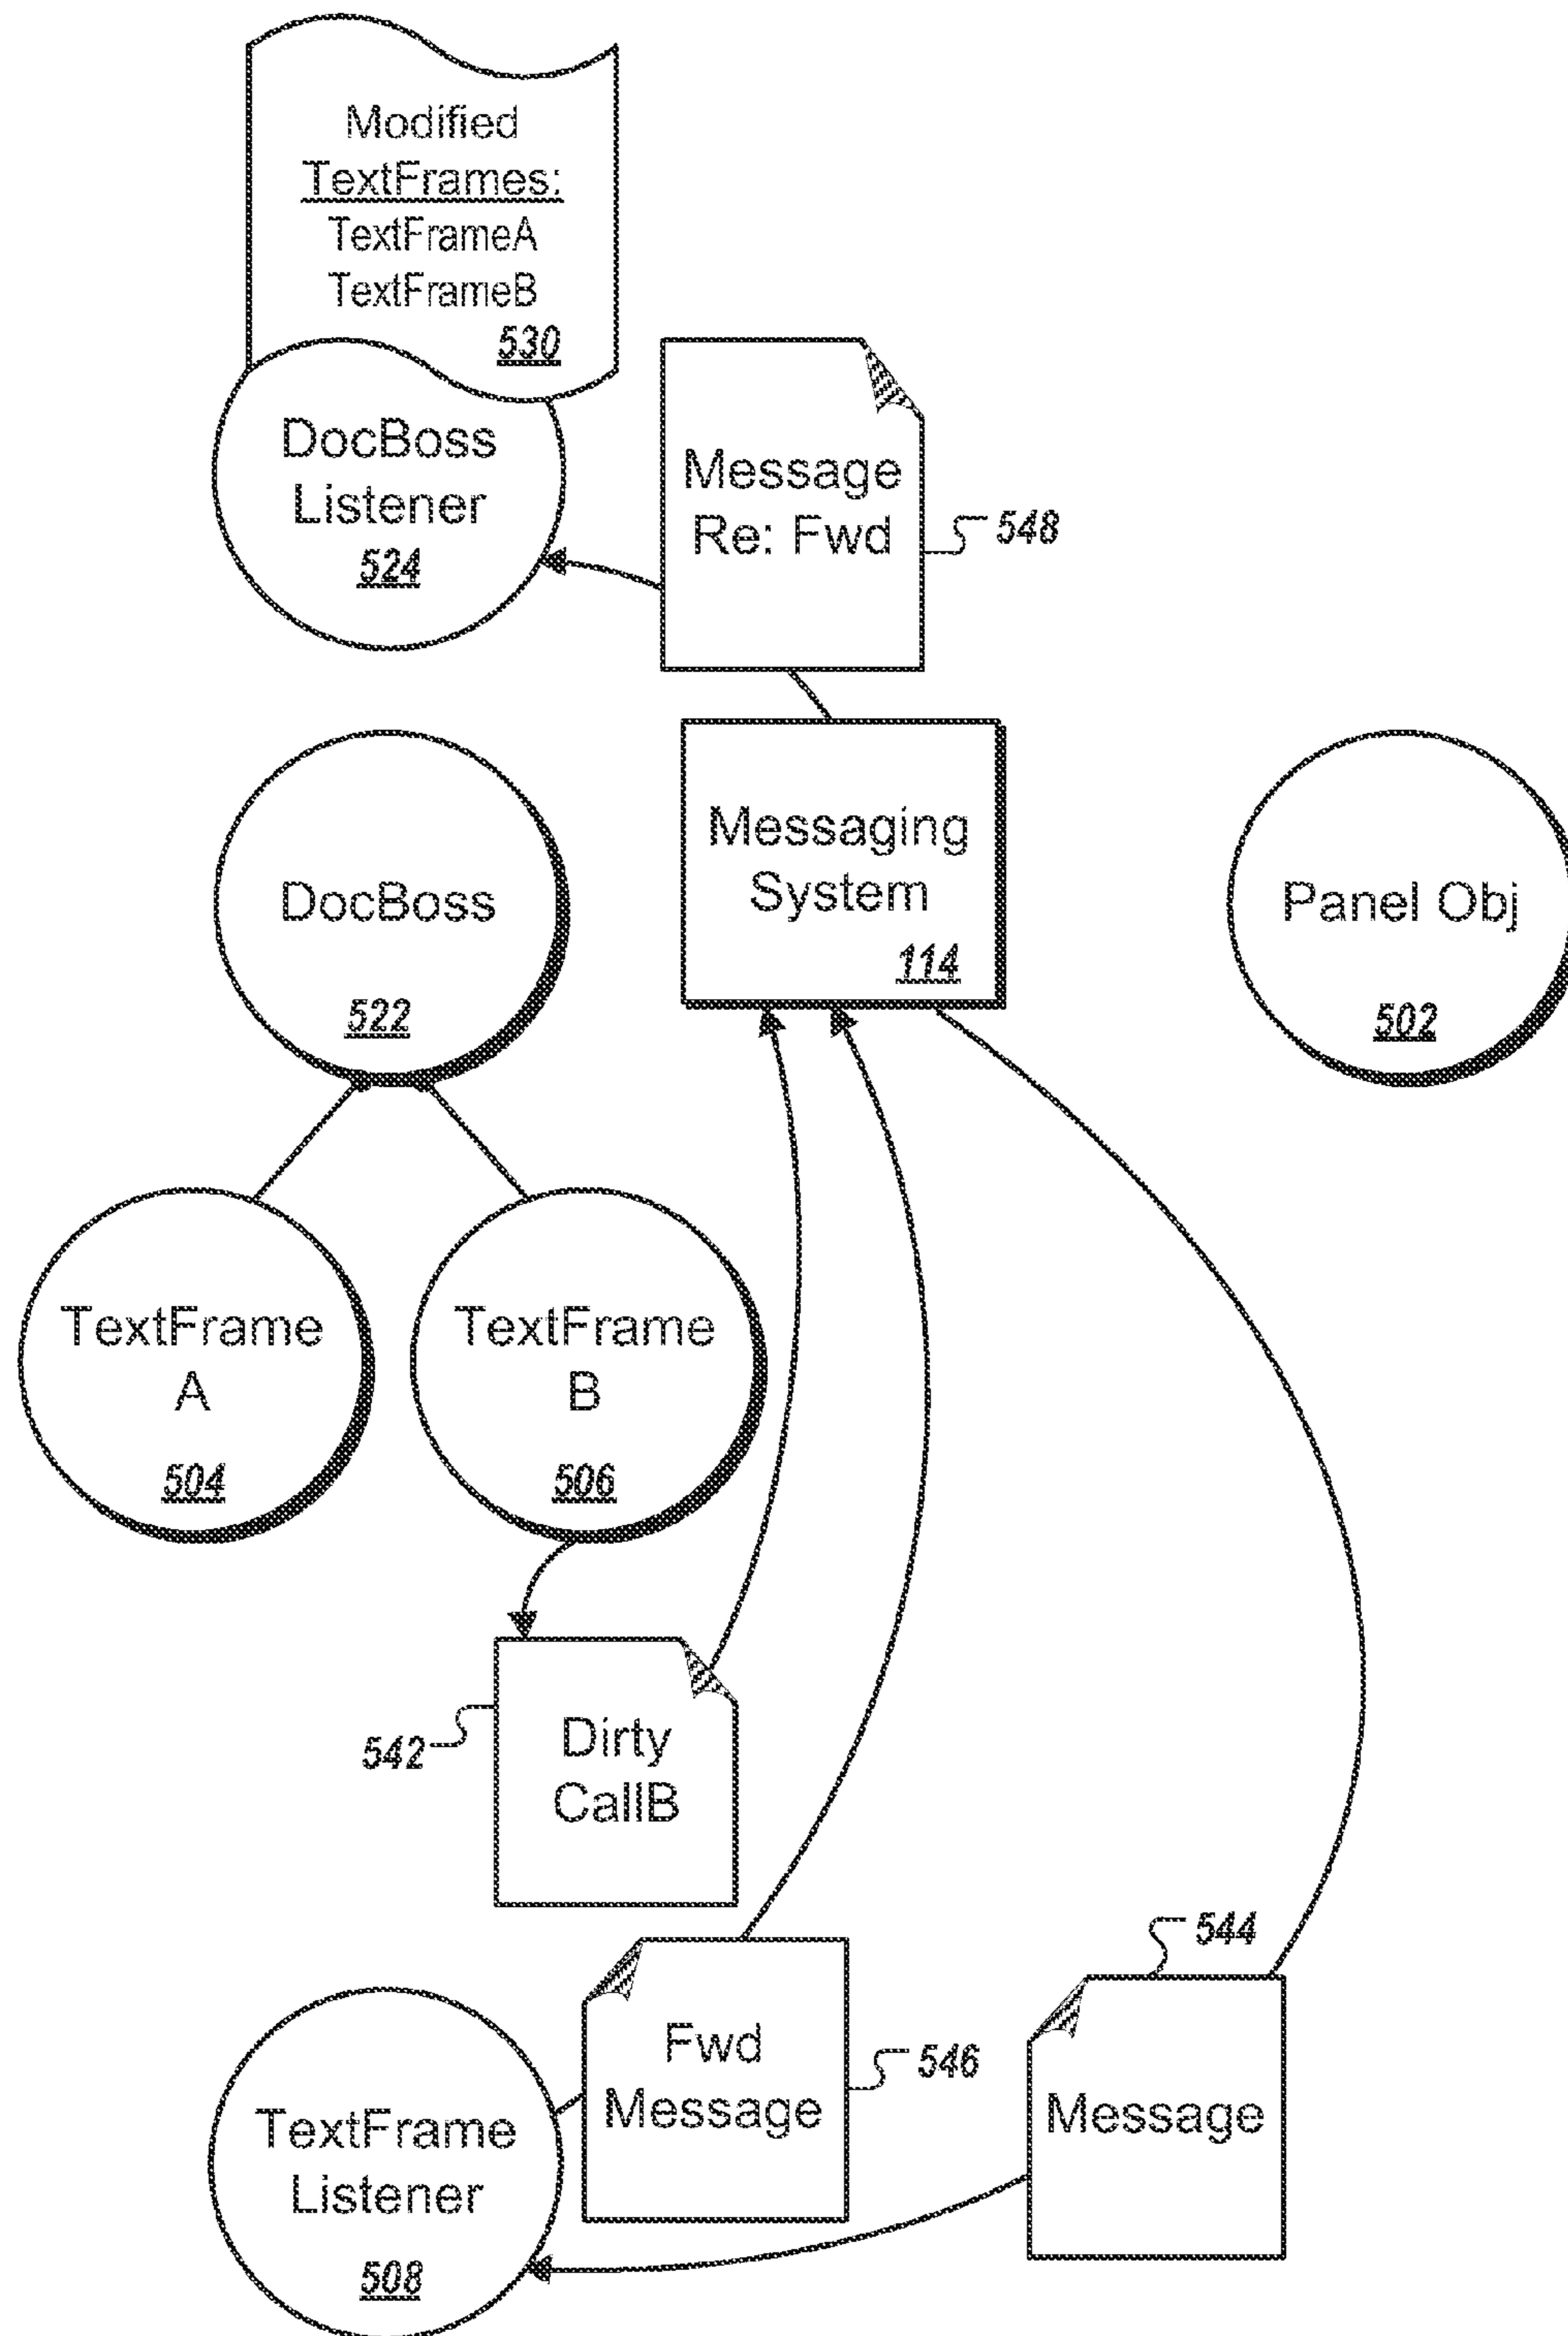 Modified
TextFrames:
TextFrameA
TextFrameB
530
DocBoss
Listener
524
Message
Re: Fwd
548
DocBoss
522
Messaging
System
114
Panel Obj
502
TextFrame
A
504
TextFrame
B
506
542
Dirty
CallB
544
Fwd
Message
546
Message
TextFrame
Listener
508